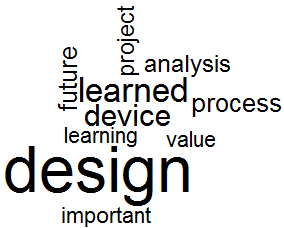 project
future
analysis
learned
process
device
learning
value
design
important